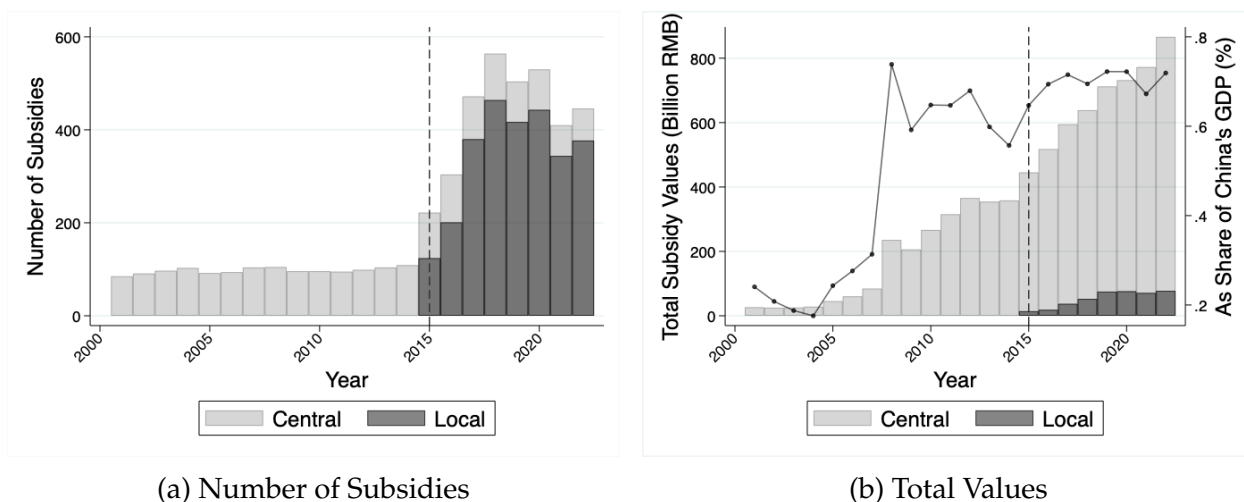 Number of Subsidies
600
400
200
0
2000
2005
2010
2015
2020
Year
Central
Local
(a) Number of Subsidies
Total Subsidy Values (Billion RMB)
800
600
400
200
0
As Share of China's GDP (%)
.8
.6
.4
.2
2000
2005
2010
2015
2020
Year
Central
Local
(b) Total Values